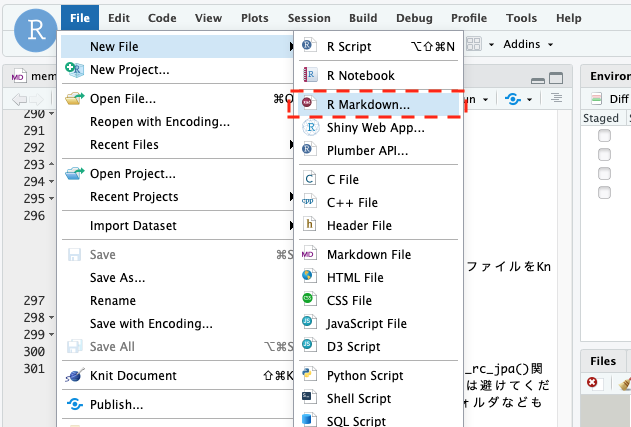 R File Edit Code View Plots Session Build Debug Profile Tools Help
New File
New Project...
Open File... ⌘O
Reopen with Encoding...
Recent Files
Open Project...
Recent Projects
Import Dataset
Save ⌘S
Save As...
Rename
Save with Encoding...
Save All ⌥⌘S
Knit Document ⇧⌘K
Publish...
R Script ⌥⇧⌘N
R Notebook
R Markdown...
Shiny Web App...
Plumber API...
C File
C++ File
Header File
Markdown File
HTML File
CSS File
JavaScript File
D3 Script
Python Script
Shell Script
SQL Script
Addins
MD mem
290
291
292
293
294
295
296
297
298
299
300
301
ファイルをKn
_rc_jpa()関
は避けてくだ
ォルダなども
Environ
Staged S
Diff
Files